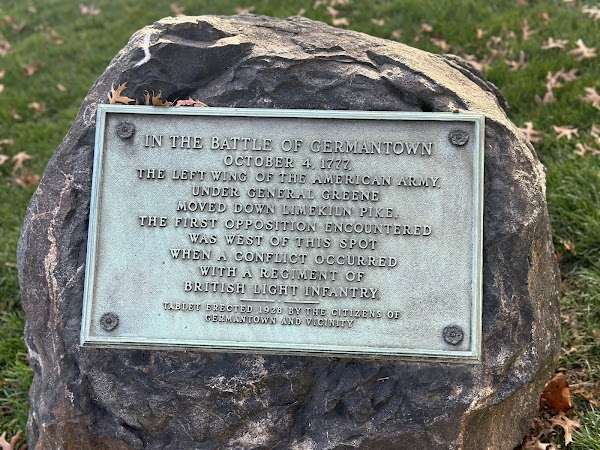 IN THE BATTLE OF GERMANTOWN
OCTOBER 4, 1777
THE LEFT WING OF THE AMERICAN ARMY,
UNDER GENERAL GREENE
MOVED DOWN LIMEKILN PIKE.
THE FIRST OPPOSITION ENCOUNTERED
WAS WEST OF THIS SPOT
WHEN A CONFLICT OCCURRED
WITH A REGIMENT OF
BRITISH LIGHT INFANTRY.
TABLET ERECTED 1928 BY THE CITIZENS OF
GERMANTOWN AND VICINITY